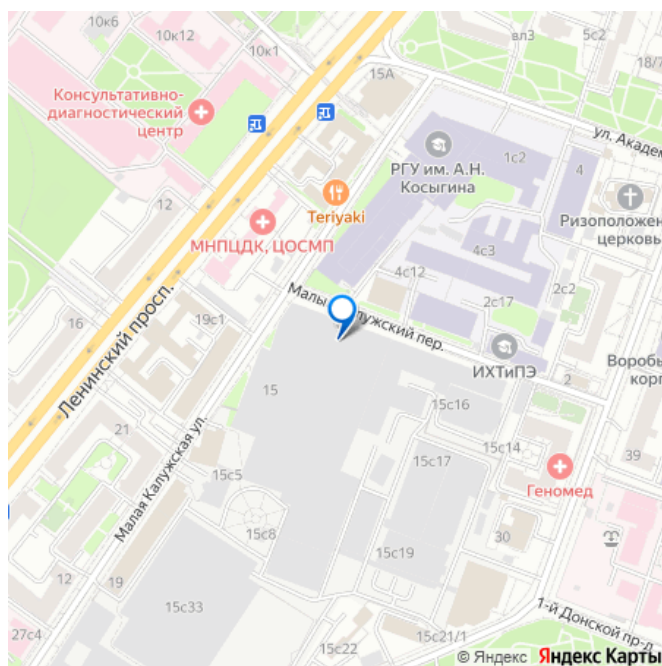 10к6
10к12
10к1
вл3
5с2
18/7
15А
Консультативно-
диагностический
центр
ул. Академ
РГУ им. А.Н.
Косыгина
1с2
4
Teriyaki
12
МНПЦДК, ЦОСМП
Ризоположен
церковь
4с3
4с12
2с2
2с17
Ленинский просп.
16
19с1
Малы
лужский пер.
ИХТиПЭ
2
Воробь
корп
15
15с16
15с14
21
Малая Калужская ул.
15с5
15с17
Геномед
39
15с8
15с19
30
12
19
15с33
1-й Донской пр-д
27с4
15с22
15с21/1
© Яндекс Яндекс Карты